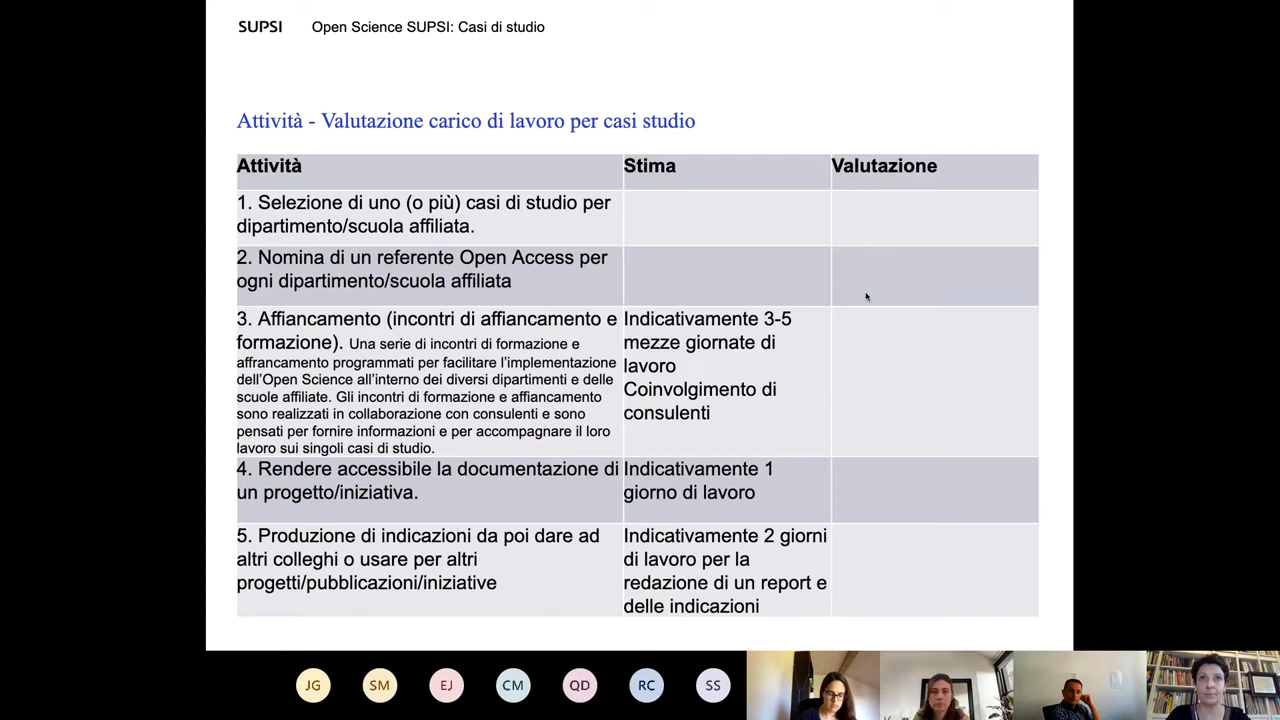 SUPSI Open Science SUPSI: Casi di studio
Attività - Valutazione carico di lavoro per casi studio
Attività Stima Valutazione
1. Selezione di uno (o più) casi di studio per
dipartimento/scuola affiliata.
2. Nomina di un referente Open Access per
ogni dipartimento/scuola affiliata
3. Affiancamento (incontri di affiancamento e
formazione). Una serie di incontri di formazione e
affrancamento programmati per facilitare l'implementazione
dell'Open Science all'interno dei diversi dipartimenti e delle
scuole affiliate. Gli incontri di formazione e affiancamento
sono realizzati in collaborazione con consulenti e sono
pensati per fornire informazioni e per accompagnare il loro
lavoro sui singoli casi di studio.
Indicativamente 3-5
mezze giornate di
lavoro
Coinvolgimento di
consulenti
4. Rendere accessibile la documentazione di
un progetto/iniziativa.
Indicativamente 1
giorno di lavoro
5. Produzione di indicazioni da poi dare ad
altri colleghi o usare per altri
progetti/pubblicazioni/iniziative
Indicativamente 2 giorni
di lavoro per la
redazione di un report e
delle indicazioni
JG SM EJ CM QD RC SS